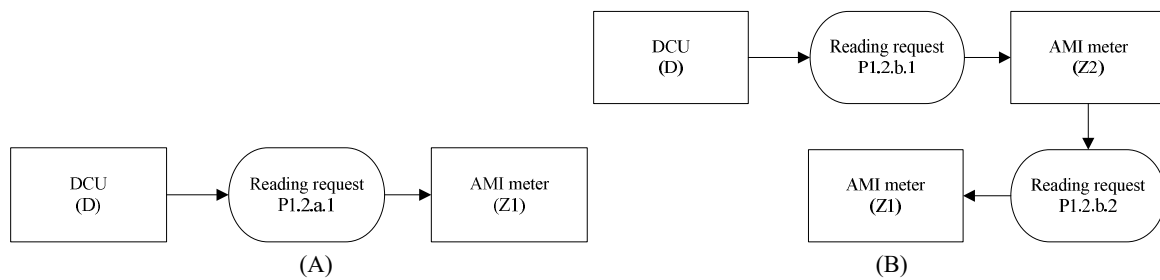 DCU
(D)
Reading request
P1.2.a.1
AMI meter
(Z1)
(A)
DCU
(D)
Reading request
P1.2.b.1
AMI meter
(Z2)
Reading request
P1.2.b.2
AMI meter
(Z1)
(B)